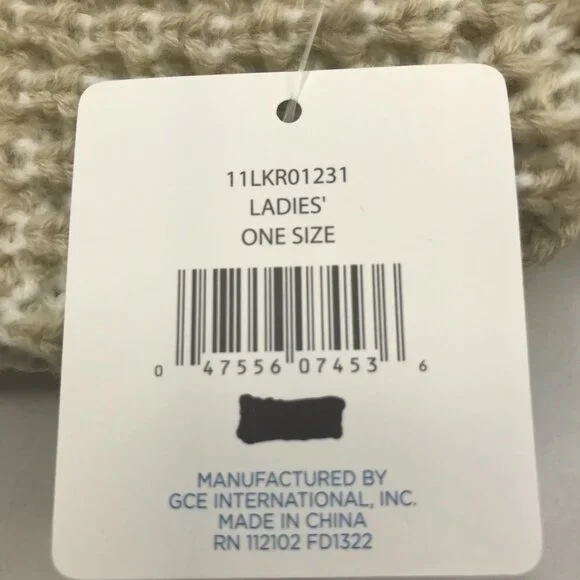 11LKR01231
LADIES'
ONE SIZE
0 47556 07453 6
MANUFACTURED BY
GCE INTERNATIONAL, INC.
MADE IN CHINA
RN 112102 FD1322